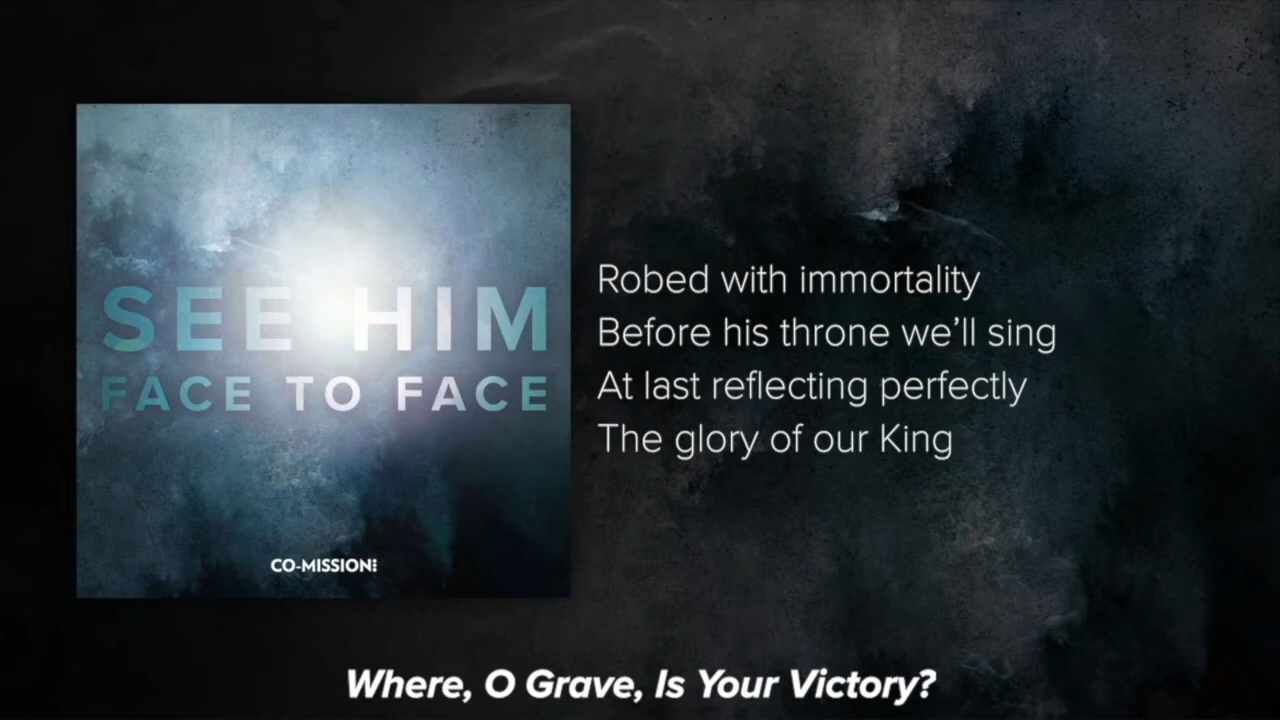 SEE HIM
FACE TO FACE
CO-MISSION
Robed with immortality
Before his throne we’ll sing
At last reflecting perfectly
The glory of our King
Where, O Grave, Is Your Victory?